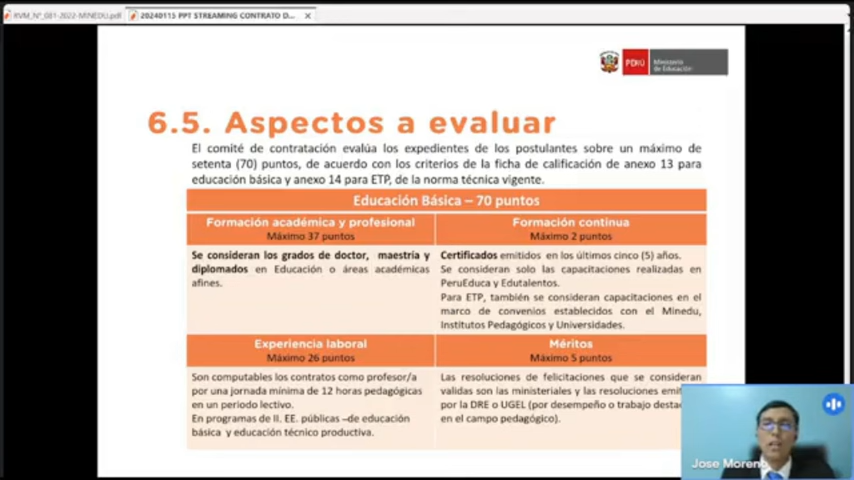 RVM_N°_081-2022-MINEDU.pdf
20240115 PPT STREAMING CONTRATO D...
PERÚ
Ministerio
de Educación
6.5. Aspectos a evaluar
El comité de contratación evalúa los expedientes de los postulantes sobre un máximo de
setenta (70) puntos, de acuerdo con los criterios de la ficha de calificación de anexo 13 para
educación básica y anexo 14 para ETP, de la norma técnica vigente.
Educación Básica – 70 puntos
Formación académica y profesional
Máximo 37 puntos
Se consideran los grados de doctor, maestría y
diplomados en Educación o áreas académicas
afines.
Formación continua
Máximo 2 puntos
Certificados emitidos en los últimos cinco (5) años.
Se consideran solo las capacitaciones realizadas en
PeruEduca y Edutalentos.
Para ETP, también se consideran capacitaciones en el
marco de convenios establecidos con el Minedu,
Institutos Pedagógicos y Universidades.
Experiencia laboral
Máximo 26 puntos
Son computables los contratos como profesor/a
por una jornada mínima de 12 horas pedagógicas
en un periodo lectivo.
En programas de II. EE. públicas –de educación
básica y educación técnico productiva.
Méritos
Máximo 5 puntos
Las resoluciones de felicitaciones que se consideran
validas son las ministeriales y las resoluciones
por la DRE o UGEL (por desempeño o trabajo
en el campo pedagógico).
Jose Moreno